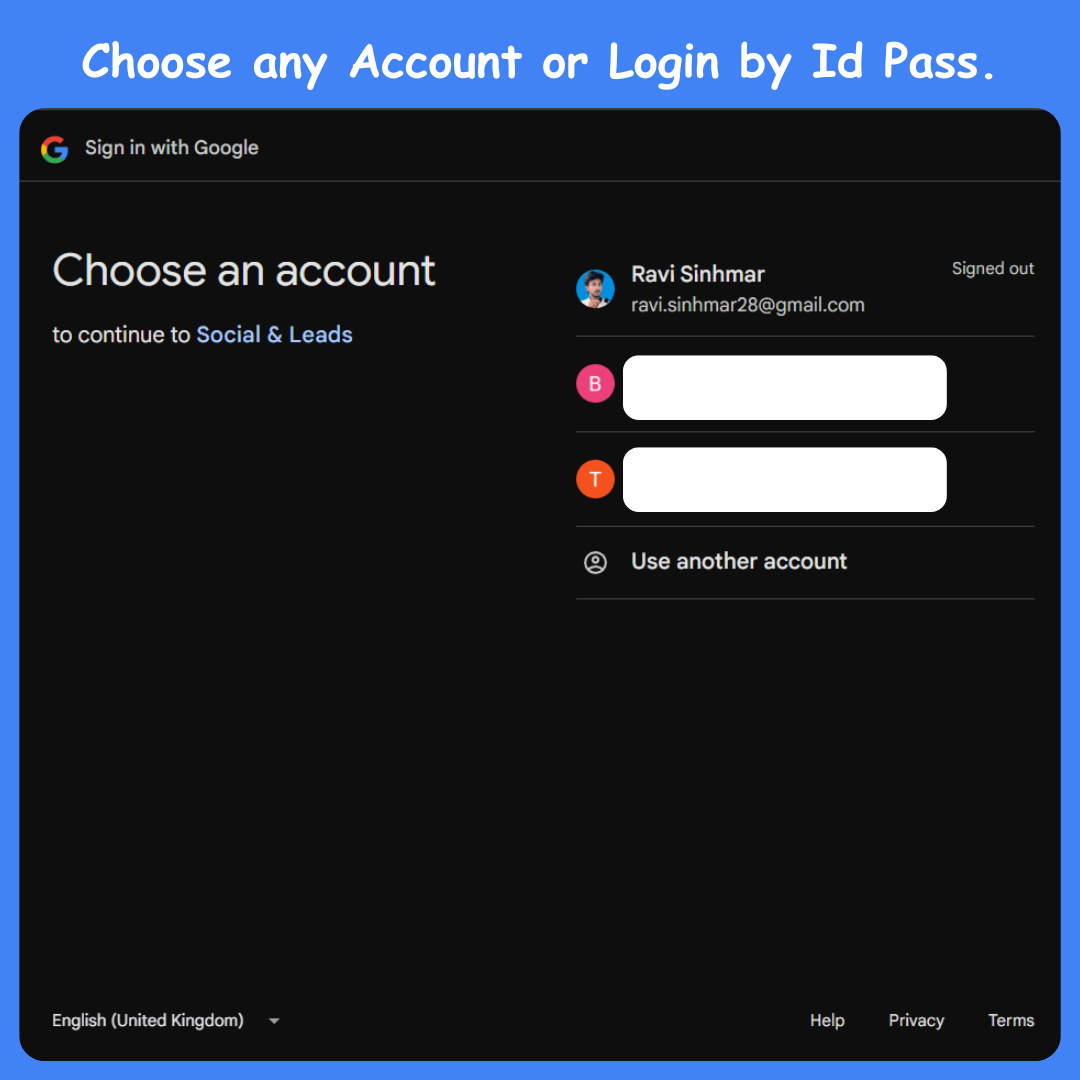 Choose any Account or Login by Id Pass.
Sign in with Google
Choose an account
to continue to Social & Leads
Ravi Sinhmar
ravi.sinhmar28@gmail.com
Signed out
B
T
Use another account
English (United Kingdom)
Help
Privacy
Terms